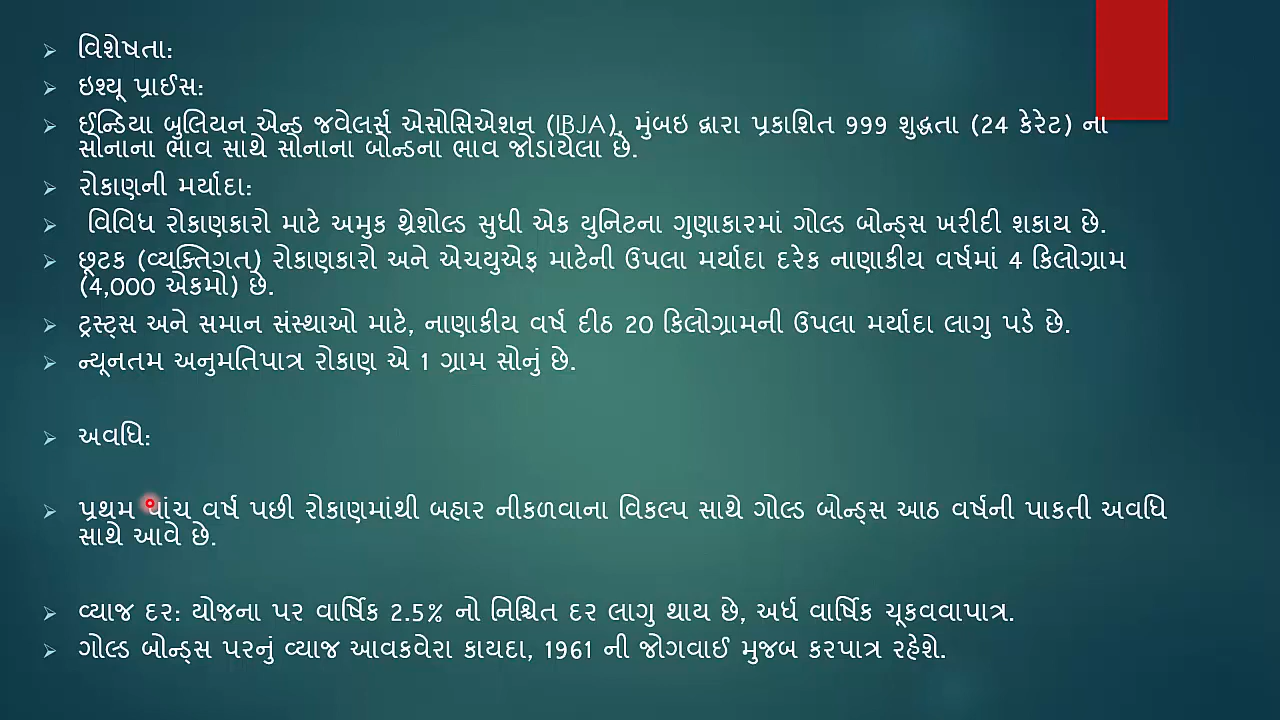 વિશેષતા:
ઇશ્યૂ પ્રાઈસ:
ઈન્ડિયા બુલિયન એન્ડ જવેલર્સ એસોસિએશન (IBJA), મુંબઇ દ્વારા પ્રકાશિત 999 શુદ્ધતા (24 કેરેટ) ના
સોનાના ભાવ સાથે સોનાના બોન્ડના ભાવ જોડાયેલા છે.
રોકાણની મર્યાદા:
વિવિધ રોકાણકારો માટે અમુક થ્રેશોલ્ડ સુધી એક યુનિટના ગુણાકારમાં ગોલ્ડ બોન્ડ્સ ખરીદી શકાય છે.
છૂટક (વ્યક્તિગત) રોકાણકારો અને એચયુએફ માટેની ઉપલા મર્યાદા દરેક નાણાકીય વર્ષમાં 4 કિલોગ્રામ
(4,000 એકમો) છે.
ટ્રસ્ટ્સ અને સમાન સંસ્થાઓ માટે, નાણાકીય વર્ષ દીઠ 20 કિલોગ્રામની ઉપલા મર્યાદા લાગુ પડે છે.
ન્યૂનતમ અનુમતિપાત્ર રોકાણ એ 1 ગ્રામ સોનું છે.
અવધિ:
પ્રથમ પાંચ વર્ષ પછી રોકાણમાંથી બહાર નીકળવાના વિકલ્પ સાથે ગોલ્ડ બોન્ડ્સ આઠ વર્ષની પાકતી અવધિ
સાથે આવે છે.
વ્યાજ દર: યોજના પર વાર્ષિક 2.5% નો નિશ્ચિત દર લાગુ થાય છે, અર્ધ વાર્ષિક ચૂકવવાપાત્ર.
ગોલ્ડ બોન્ડ્સ પરનું વ્યાજ આવકવેરા કાયદા, 1961 ની જોગવાઈ મુજબ કરપાત્ર રહેશે.